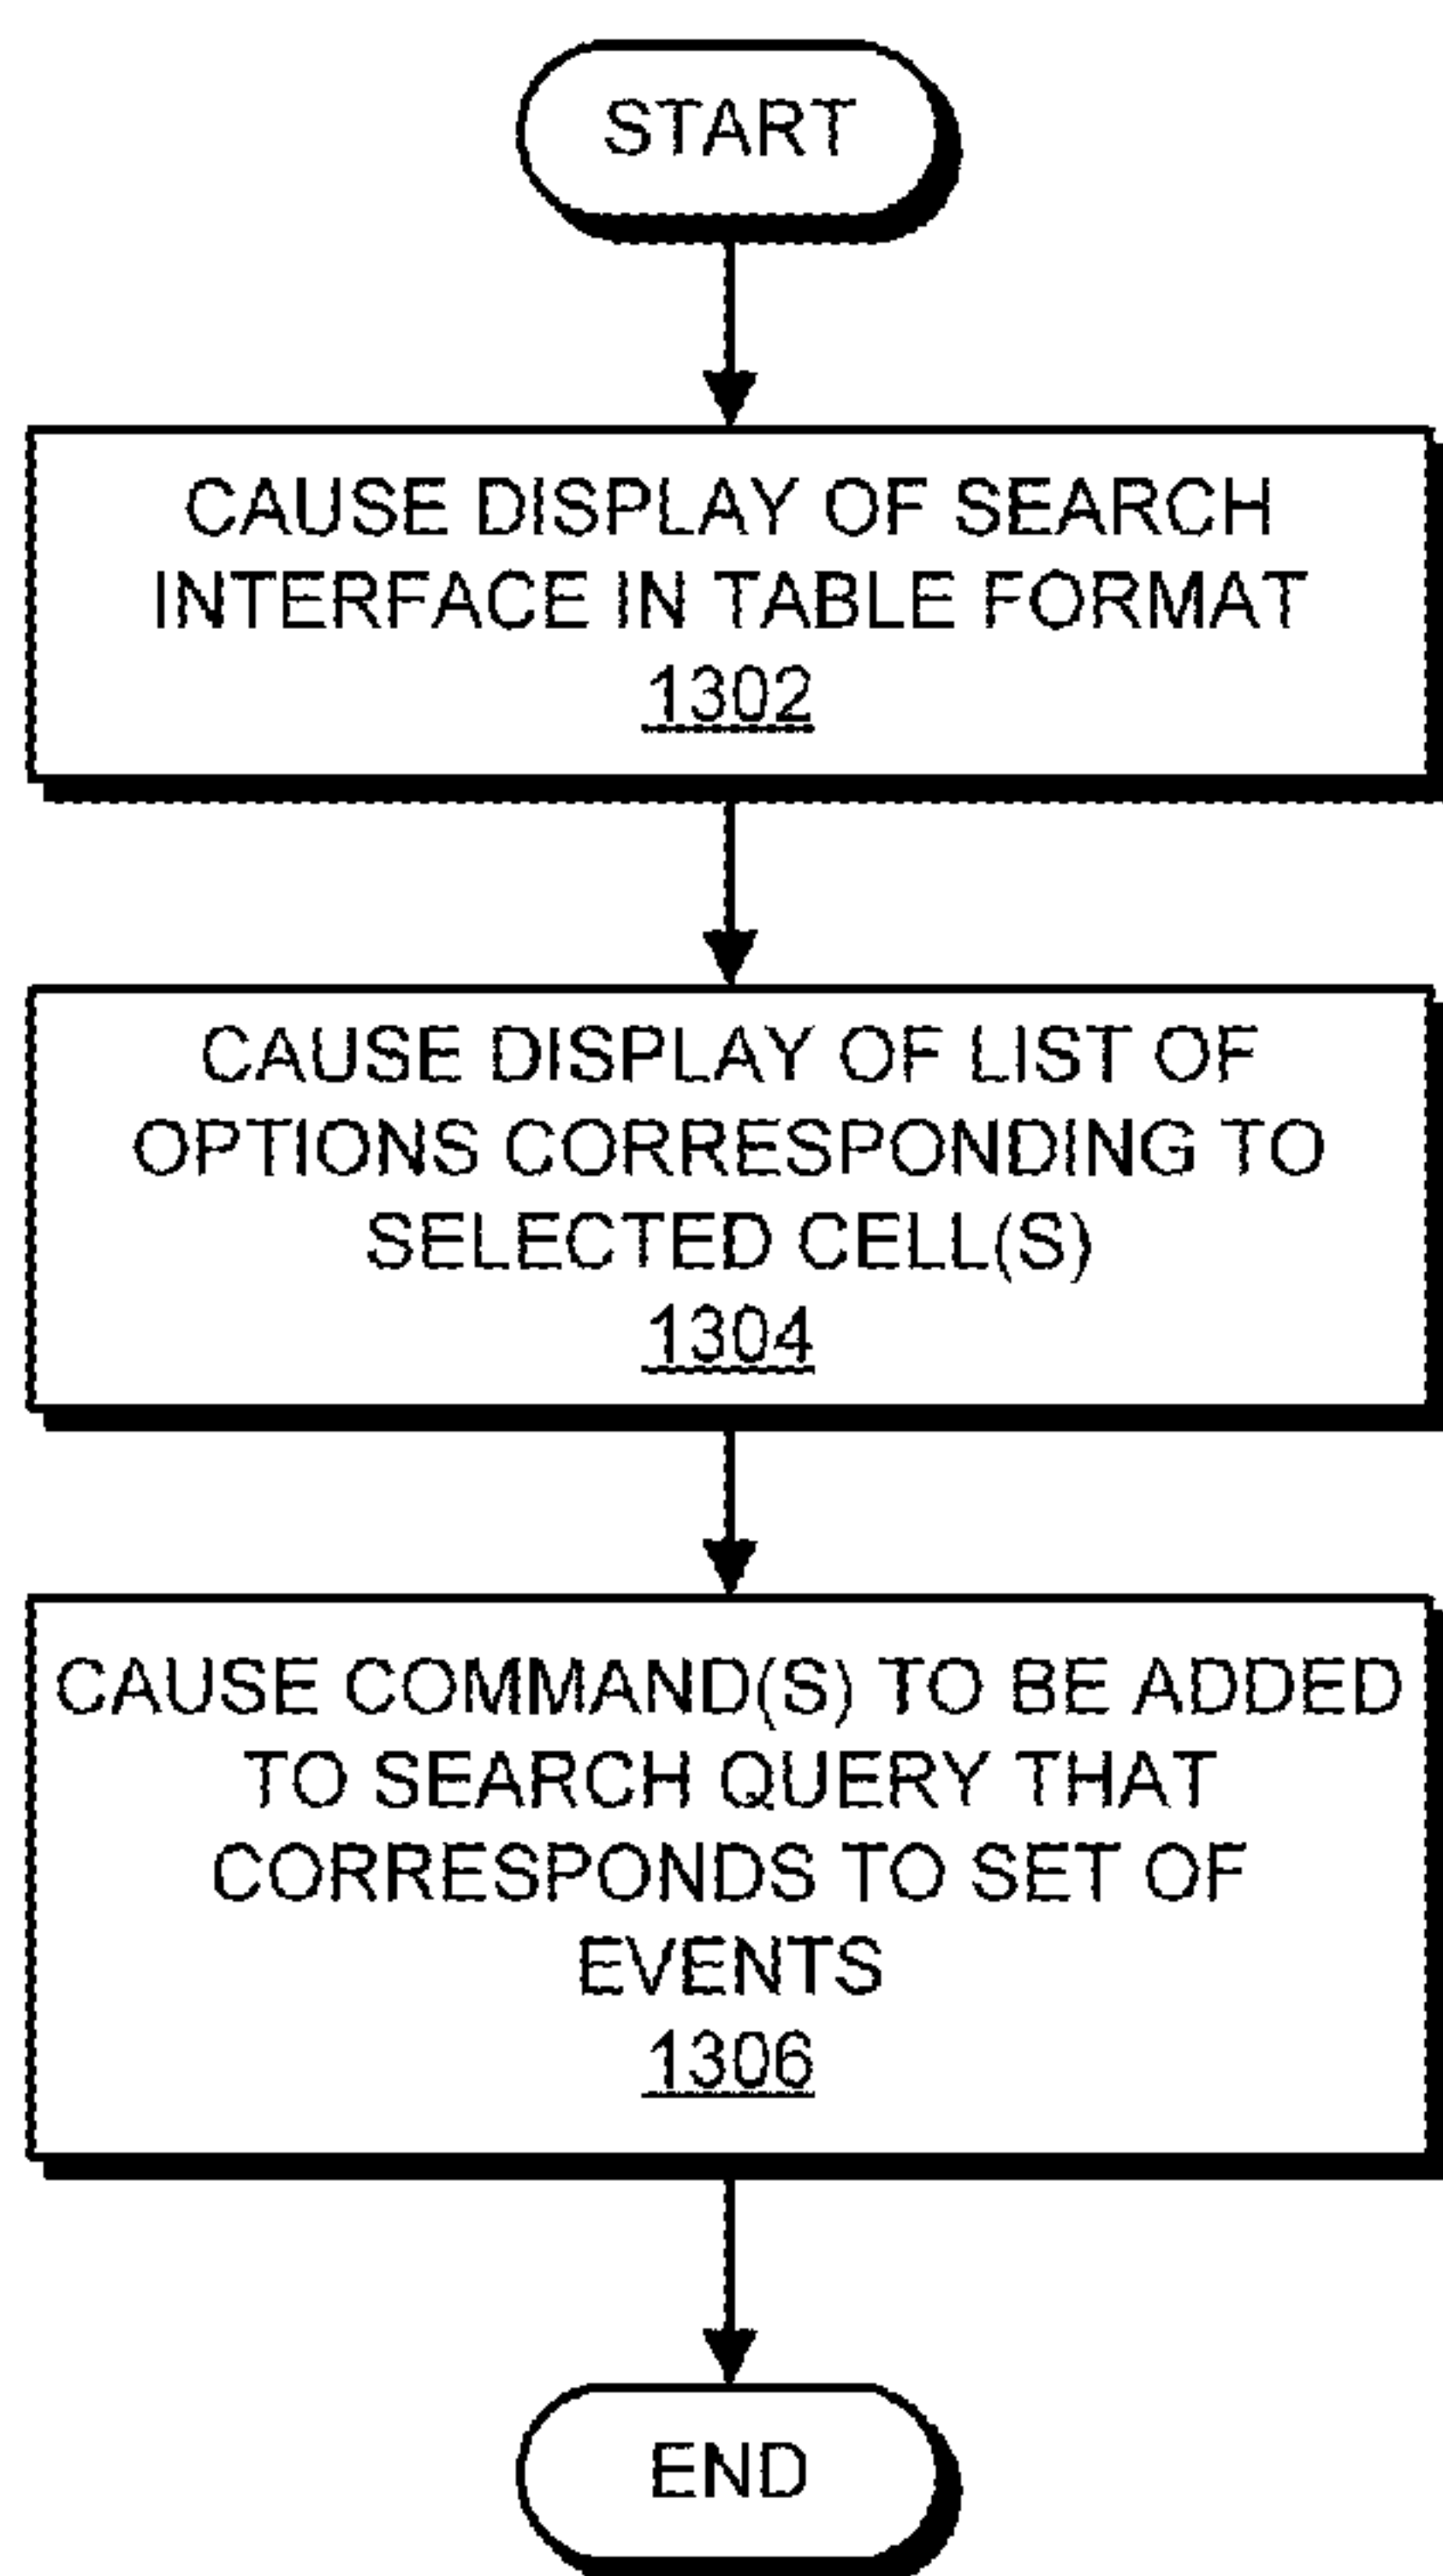 START
CAUSE DISPLAY OF SEARCH
INTERFACE IN TABLE FORMAT
1302
CAUSE DISPLAY OF LIST OF
OPTIONS CORRESPONDING TO
SELECTED CELL(S)
1304
CAUSE COMMAND(S) TO BE ADDED
TO SEARCH QUERY THAT
CORRESPONDS TO SET OF
EVENTS
1306
END